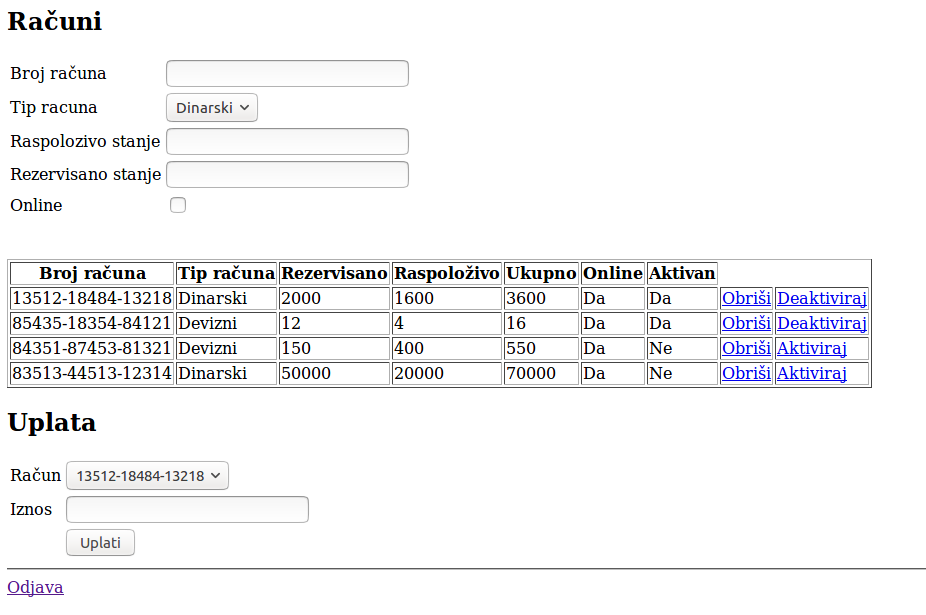 Računi
Broj računa
Tip racuna Dinarski
Raspolozivo stanje
Rezervisano stanje
Online
Broj računa Tip računa Rezervisano Raspoloživo Ukupno Online Aktivan
13512-18484-13218 Dinarski 2000 1600 3600 Da Da Obriši Deaktiviraj
85435-18354-84121 Devizni 12 4 16 Da Da Obriši Deaktiviraj
84351-87453-81321 Devizni 150 400 550 Da Ne Obriši Aktiviraj
83513-44513-12314 Dinarski 50000 20000 70000 Da Ne Obriši Aktiviraj
Uplata
Račun 13512-18484-13218
Iznos
Uplati
Odjava